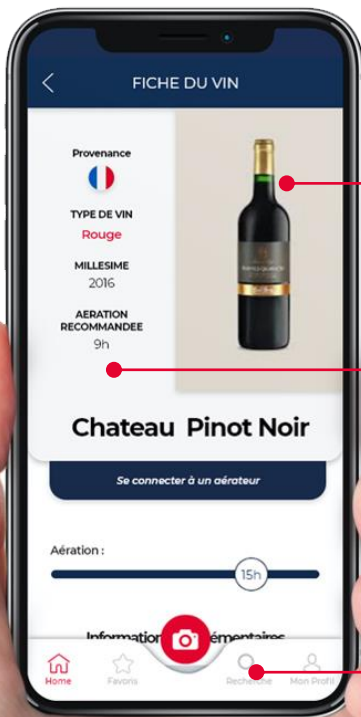 FICHE DU VIN
Provenance
TYPE DE VIN
Rouge
MILLESIME
2016
AERATION
RECOMMANDEE
9h
Chateau Pinot Noir
Se connecter à un aérateur
Aération :
15h
Home
Favoris
Recherche
Mon Profil